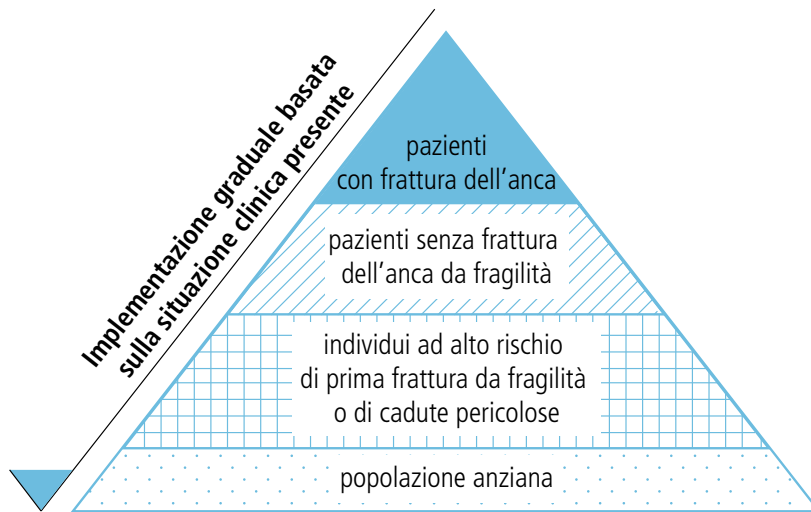 Implementazione graduale basata
sulla situazione clinica presente
pazienti
con frattura dell’anca
pazienti senza frattura
dell’anca da fragilità
individui ad alto rischio
di prima frattura da fragilità
o di cadute pericolose
popolazione anziana